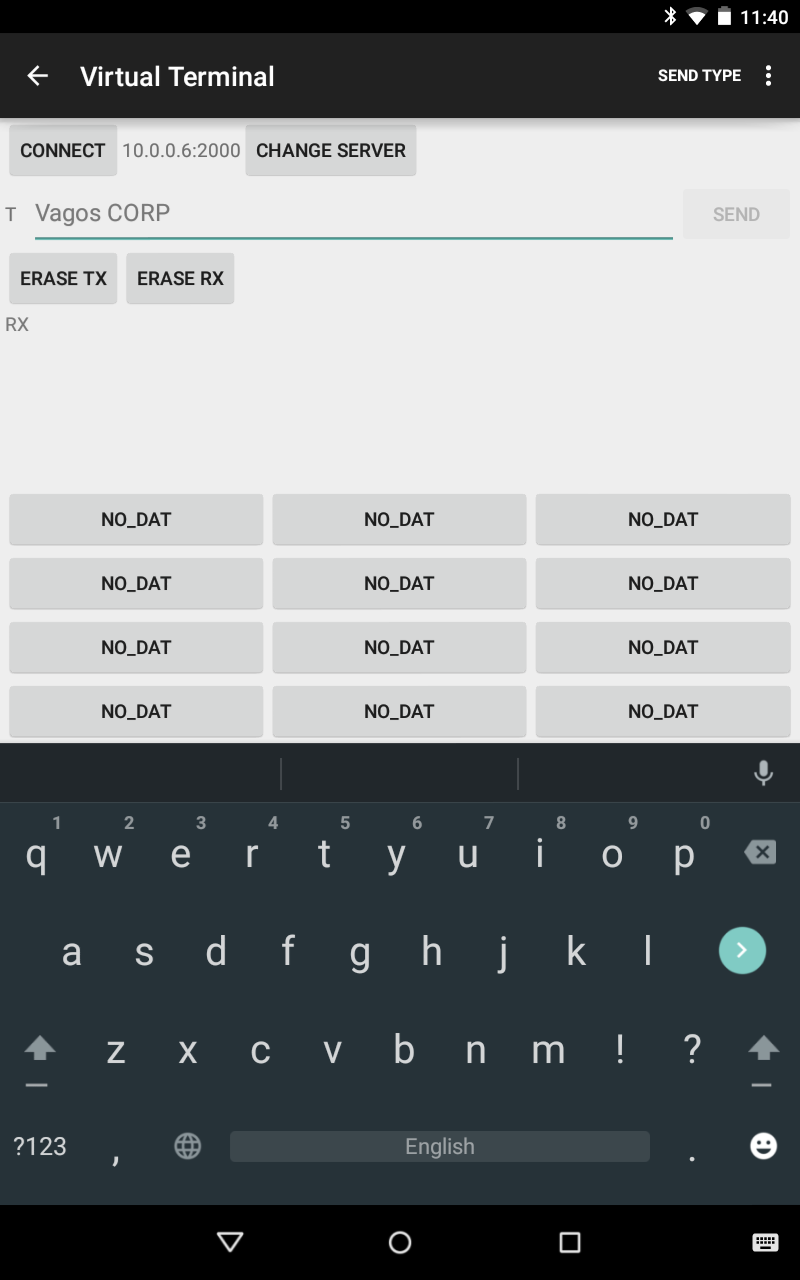 11:40
Virtual Terminal SEND TYPE
CONNECT 10.0.0.6:2000 CHANGE SERVER
T Vagos CORP SEND
ERASE TX ERASE RX
RX
NO_DAT NO_DAT NO_DAT
NO_DAT NO_DAT NO_DAT
NO_DAT NO_DAT NO_DAT
NO_DAT NO_DAT NO_DAT
1 2 3 4 5 6 7 8 9 0
q w e r t y u i o p
a s d f g h j k l
z x c v b n m ! ?
?123 , English .